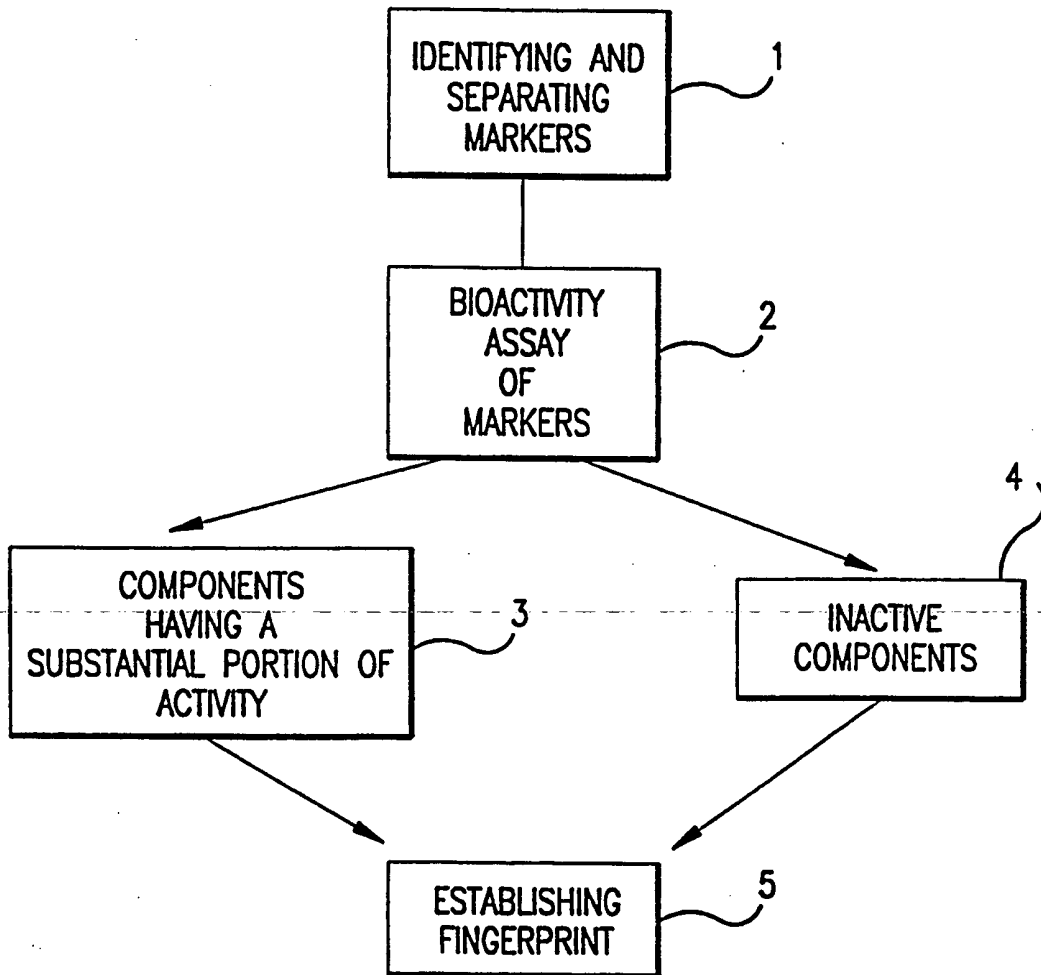 IDENTIFYING AND
SEPARATING
MARKERS
1
BIOACTIVITY
ASSAY
OF
MARKERS
2
COMPONENTS
HAVING A
SUBSTANTIAL PORTION OF
ACTIVITY
3
4
INACTIVE
COMPONENTS
ESTABLISHING
FINGERPRINT
5